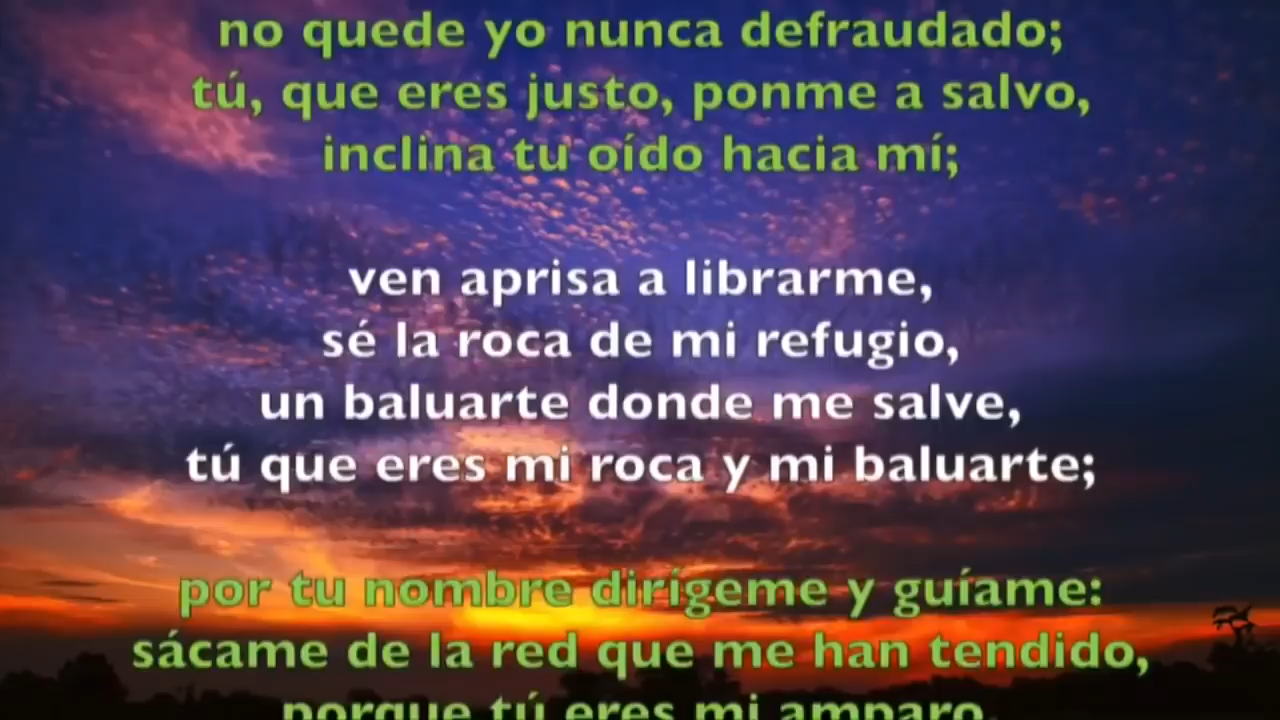 no quede yo nunca defraudado;
tú, que eres justo, ponme a salvo,
inclina tu oído hacia mí;
ven aprisa a librarme,
sé la roca de mi refugio,
un baluarte donde me salve,
tú que eres mi roca y mi baluarte;
por tu nombre dirígeme y guíame:
sácame de la red que me han tendido,
porque tú eres mi amparo.